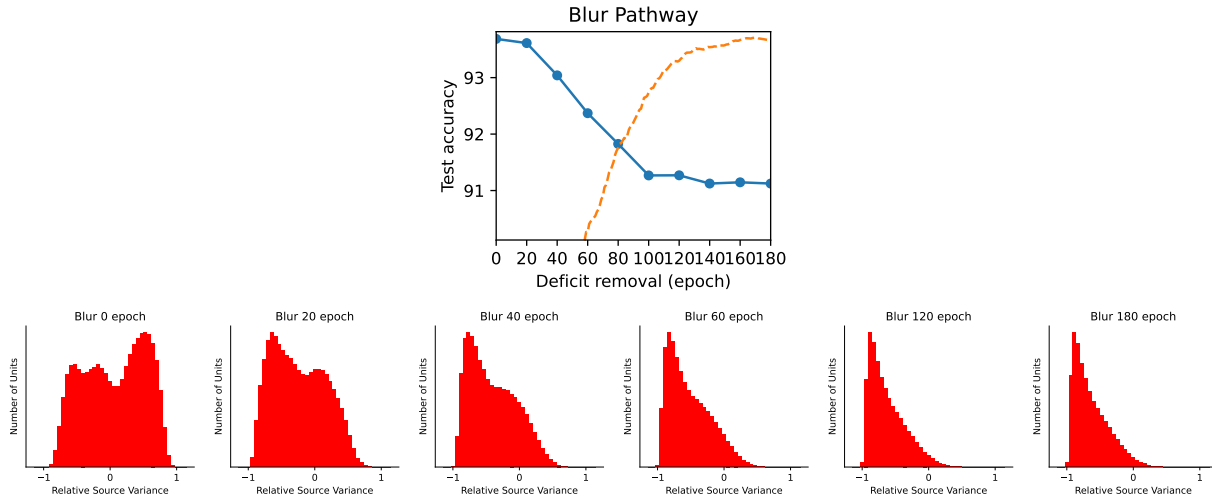 Blur Pathway
Test accuracy
93
92
91
0 20 40 60 80 100 120 140 160 180
Deficit removal (epoch)
Blur 0 epoch
Number of Units
−1 0 1
Relative Source Variance
Blur 20 epoch
Number of Units
−1 0 1
Relative Source Variance
Blur 40 epoch
Number of Units
−1 0 1
Relative Source Variance
Blur 60 epoch
Number of Units
−1 0 1
Relative Source Variance
Blur 120 epoch
Number of Units
−1 0 1
Relative Source Variance
Blur 180 epoch
Number of Units
−1 0 1
Relative Source Variance